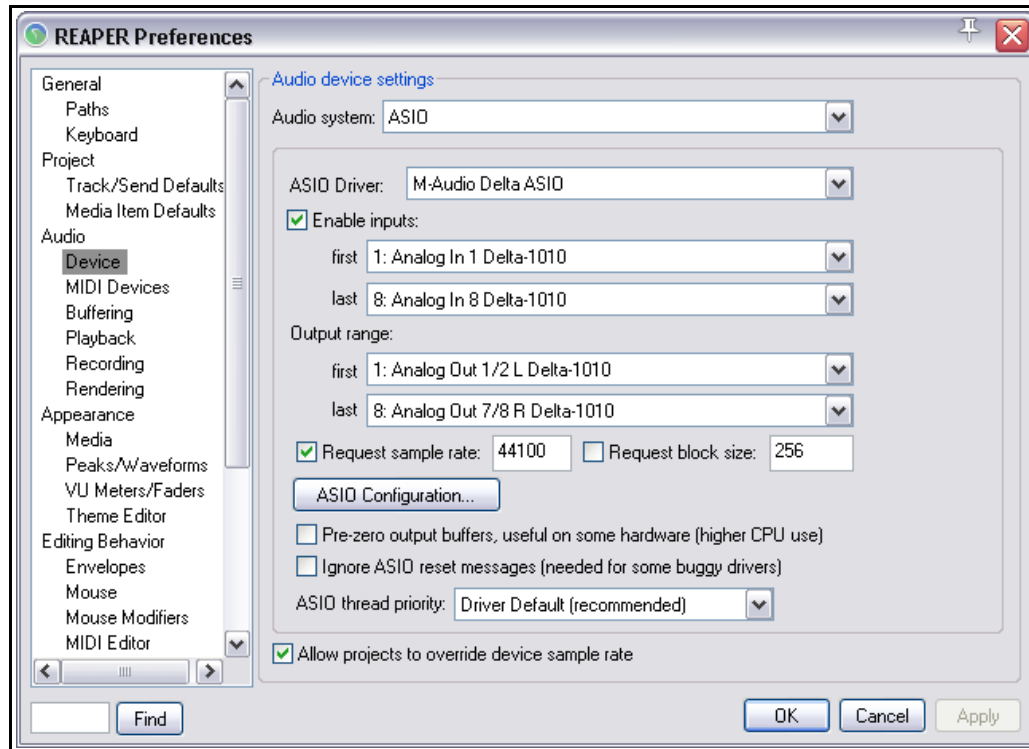 REAPER Preferences
General
Paths
Keyboard
Project
Track/Send Defaults
Media Item Defaults
Audio
Device
MIDI Devices
Buffering
Playback
Recording
Rendering
Appearance
Media
Peaks/Waveforms
VU Meters/Faders
Theme Editor
Editing Behavior
Envelopes
Mouse
Mouse Modifiers
MIDI Editor
Find
Audio device settings
Audio system: ASIO
ASIO Driver: M-Audio Delta ASIO
Enable inputs:
first 1: Analog In 1 Delta-1010
last 8: Analog In 8 Delta-1010
Output range:
first 1: Analog Out 1/2 L Delta-1010
last 8: Analog Out 7/8 R Delta-1010
Request sample rate: 44100 Request block size: 256
ASIO Configuration...
Pre-zero output buffers, useful on some hardware (higher CPU use)
Ignore ASIO reset messages (needed for some buggy drivers)
ASIO thread priority: Driver Default (recommended)
Allow projects to override device sample rate
OK Cancel Apply